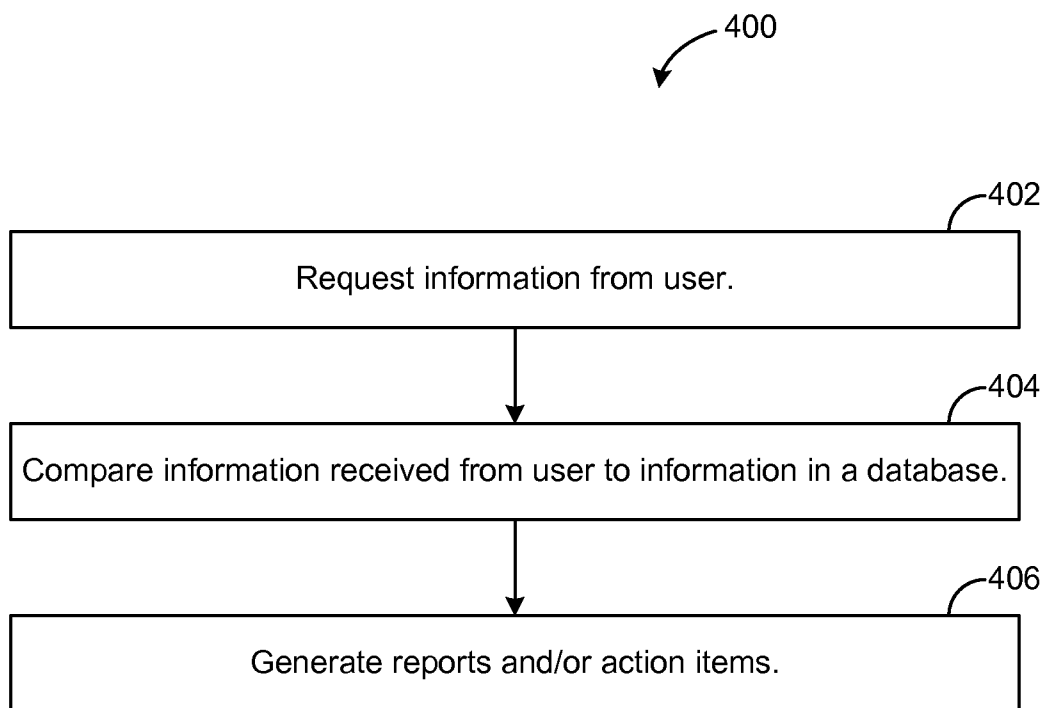 400
402
Request information from user.
404
Compare information received from user to information in a database.
406
Generate reports and/or action items.